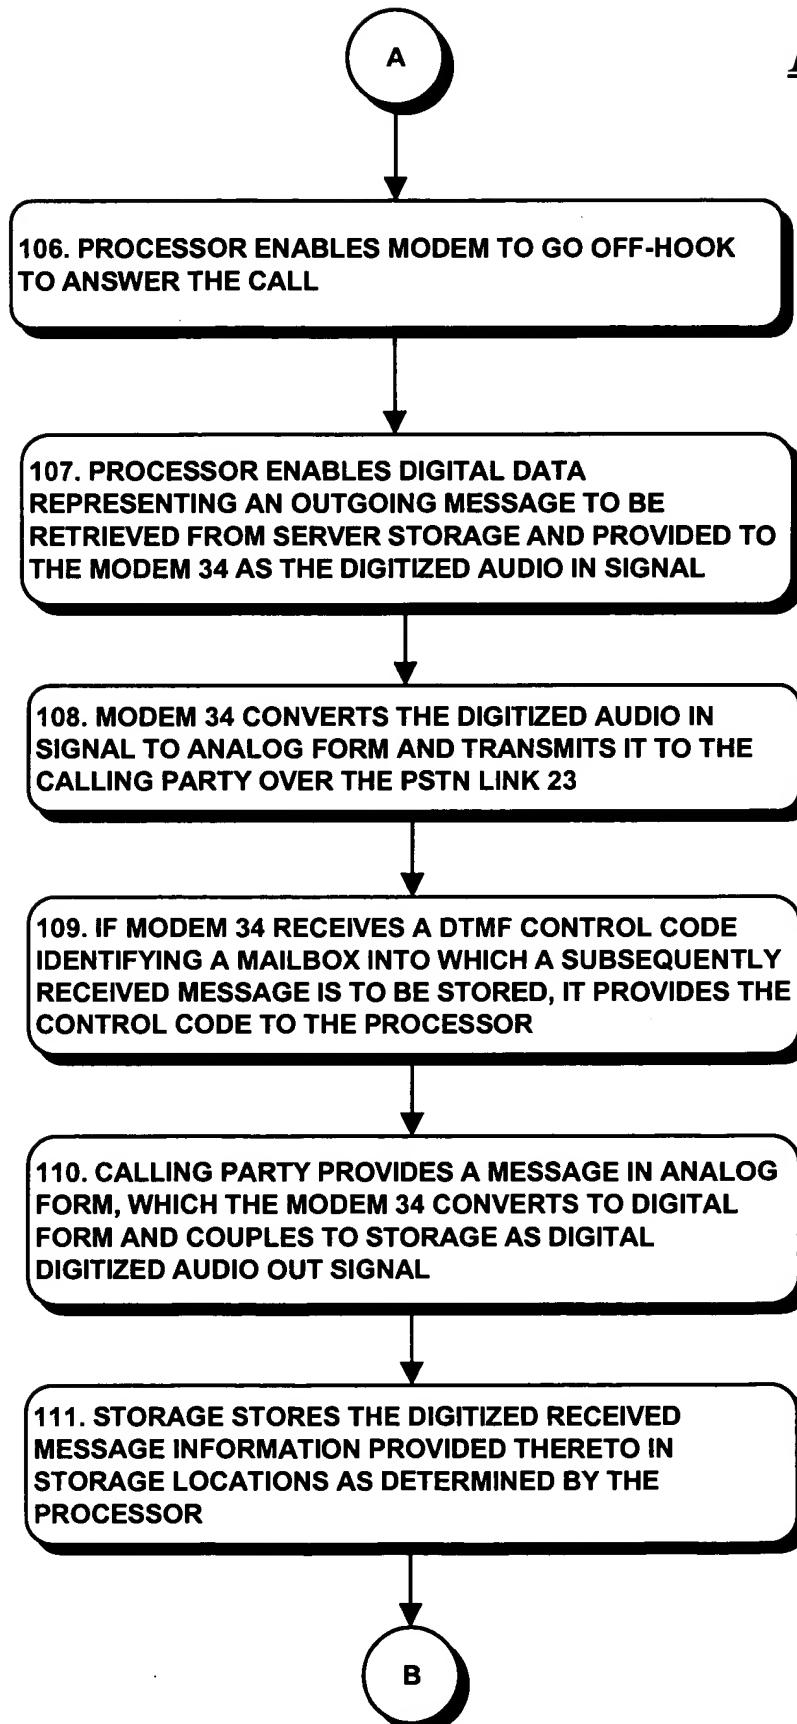 A
106. PROCESSOR ENABLES MODEM TO GO OFF-HOOK
TO ANSWER THE CALL
107. PROCESSOR ENABLES DIGITAL DATA
REPRESENTING AN OUTGOING MESSAGE TO BE
RETRIEVED FROM SERVER STORAGE AND PROVIDED TO
THE MODEM 34 AS THE DIGITIZED AUDIO IN SIGNAL
108. MODEM 34 CONVERTS THE DIGITIZED AUDIO IN
SIGNAL TO ANALOG FORM AND TRANSMITS IT TO THE
CALLING PARTY OVER THE PSTN LINK 23
109. IF MODEM 34 RECEIVES A DTMF CONTROL CODE
IDENTIFYING A MAILBOX INTO WHICH A SUBSEQUENTLY
RECEIVED MESSAGE IS TO BE STORED, IT PROVIDES THE
CONTROL CODE TO THE PROCESSOR
110. CALLING PARTY PROVIDES A MESSAGE IN ANALOG
FORM, WHICH THE MODEM 34 CONVERTS TO DIGITAL
FORM AND COUPLES TO STORAGE AS DIGITAL
DIGITIZED AUDIO OUT SIGNAL
111. STORAGE STORES THE DIGITIZED RECEIVED
MESSAGE INFORMATION PROVIDED THERETO IN
STORAGE LOCATIONS AS DETERMINED BY THE
PROCESSOR
B